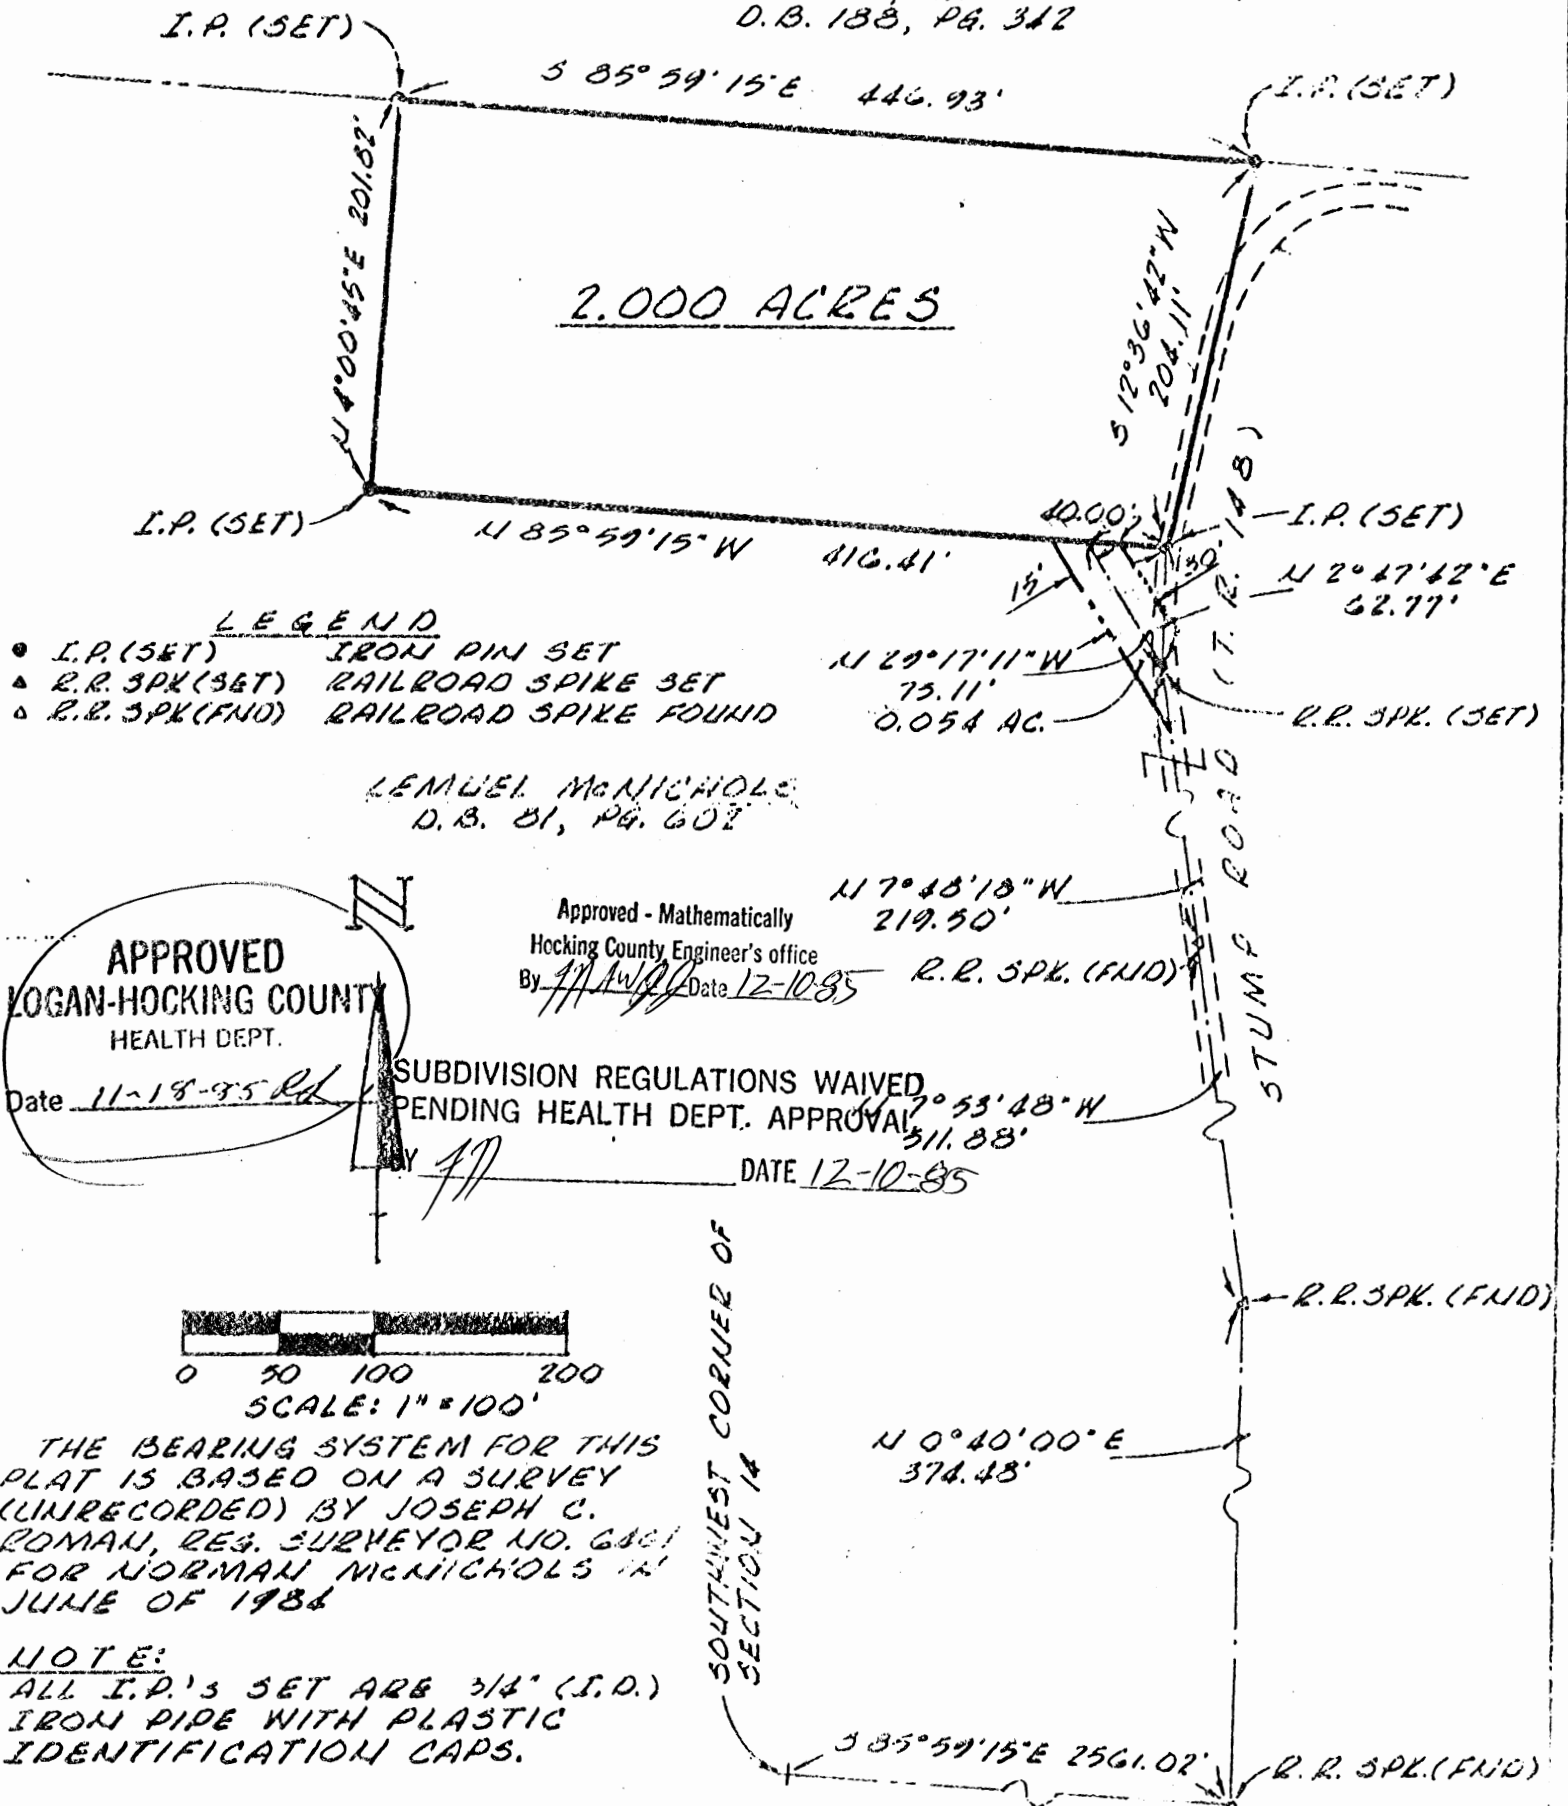 D.B. 188, PG. 342
I.P. (SET)
S 85° 59' 15" E 446.93'
I.P. (SET)
N 4° 00' 45" E 201.82'
2.000 ACRES
S 12° 36' 42" W
204.11'
I.P. (SET)
N 85° 59' 15" W 416.41'
40.00'
I.P. (SET)
15'
30'
N 2° 47' 42" E
62.77'
LEGEND
I.P. (SET) IRON PIN SET
R.R. SPK (SET) RAILROAD SPIKE SET
R.R. SPK (FND) RAILROAD SPIKE FOUND
N 29° 17' 11" W
75.11'
0.054 AC.
R.R. SPK. (SET)
STUMP ROAD (T.R. 148)
LEMUEL McNICHOLS
D.B. 81, PG. 602
N
N 7° 48' 18" W
219.50'
R.R. SPK. (FND)
Approved - Mathematically
Hocking County Engineer's office
By Date 12-10-85
APPROVED
LOGAN-HOCKING COUNTY
HEALTH DEPT.
Date 11-18-85
SUBDIVISION REGULATIONS WAIVED
PENDING HEALTH DEPT. APPROVAL
BY DATE 12-10-85
7° 53' 48" W
511.88'
R.R. SPK. (FND)
0 50 100 200
SCALE: 1" = 100'
N 0° 40' 00" E
374.48'
SOUTHWEST CORNER OF
SECTION 14
THE BEARING SYSTEM FOR THIS
PLAT IS BASED ON A SURVEY
(UNRECORDED) BY JOSEPH C.
ROMAN, REG. SURVEYOR NO.
FOR NORMAN McNICHOLS IN
JUNE OF 1984
NOTE:
ALL I.P.'s SET ARE 3/4" (I.D.)
IRON PIPE WITH PLASTIC
IDENTIFICATION CAPS.
S 85° 59' 15" E 2561.02'
R.R. SPK. (FND)